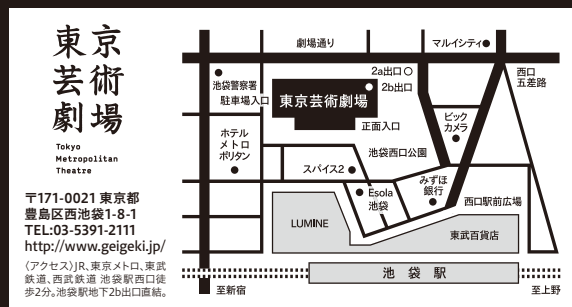 東京
芸術
劇場
Tokyo
Metropolitan
Theatre
〒171-0021 東京都
豊島区西池袋1-8-1
TEL:03-5391-2111
http://www.geigeki.jp/
〈アクセス〉JR、東京メトロ、東武
鉄道、西武鉄道 池袋駅西口徒
歩2分。池袋駅地下2b出口直結。
劇場通り
マルイシティ
池袋警察署
2a出口
西口
五差路
駐車場入口
東京芸術劇場
2b出口
正面入口
ビック
カメラ
ホテル
メトロ
ポリタン
池袋西口公園
スパイス2
みずほ
銀行
Esola
池袋
西口駅前広場
LUMINE
東武百貨店
池袋駅
至新宿
至上野